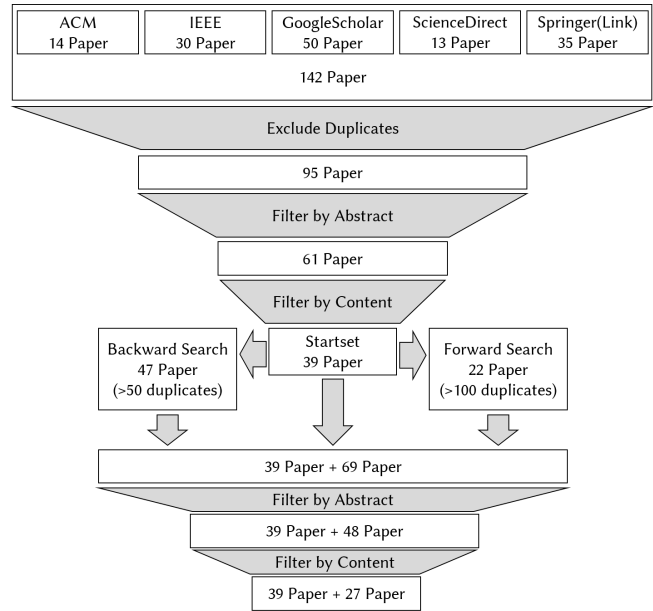 ACM
14 Paper
IEEE
30 Paper
GoogleScholar
50 Paper
ScienceDirect
13 Paper
Springer(Link)
35 Paper
142 Paper
Exclude Duplicates
95 Paper
Filter by Abstract
61 Paper
Filter by Content
Backward Search
47 Paper
(>50 duplicates)
Startset
39 Paper
Forward Search
22 Paper
(>100 duplicates)
39 Paper + 69 Paper
Filter by Abstract
39 Paper + 48 Paper
Filter by Content
39 Paper + 27 Paper